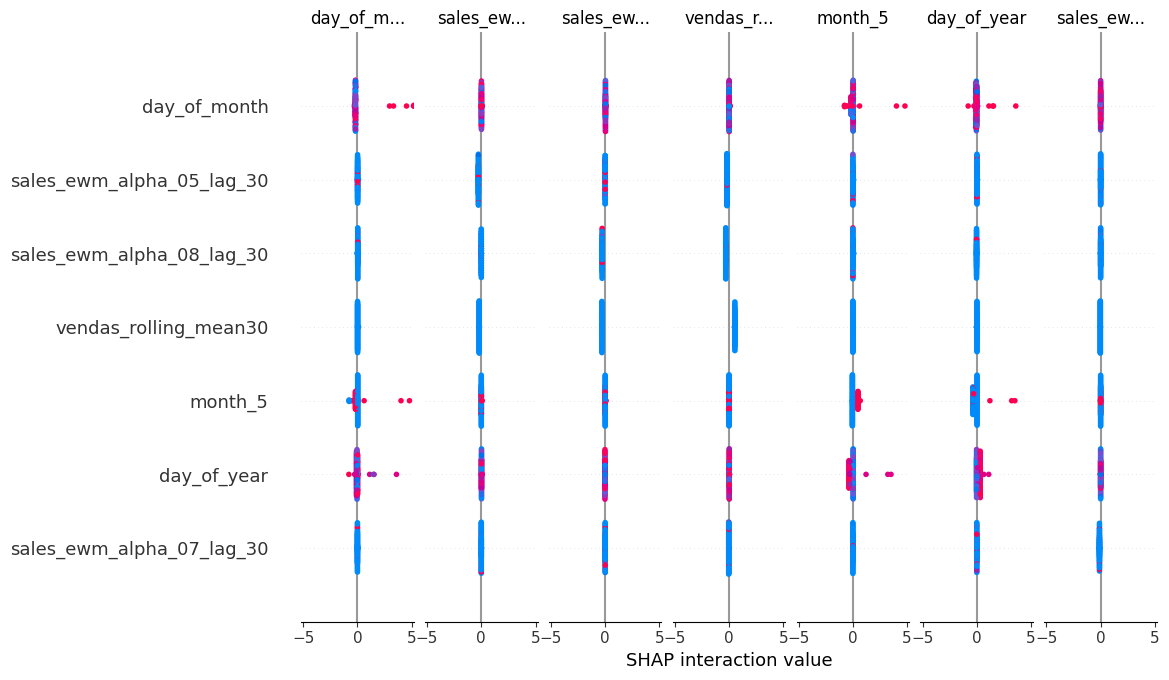 day_of_m... sales_ew... sales_ew... vendas_r... month_5 day_of_year sales_ew...
day_of_month
sales_ewm_alpha_05_lag_30
sales_ewm_alpha_08_lag_30
vendas_rolling_mean30
month_5
day_of_year
sales_ewm_alpha_07_lag_30
−5 0 5 −5 0 5 −5 0 5 −5 0 5 −5 0 5 −5 0 5 −5 0 5
SHAP interaction value